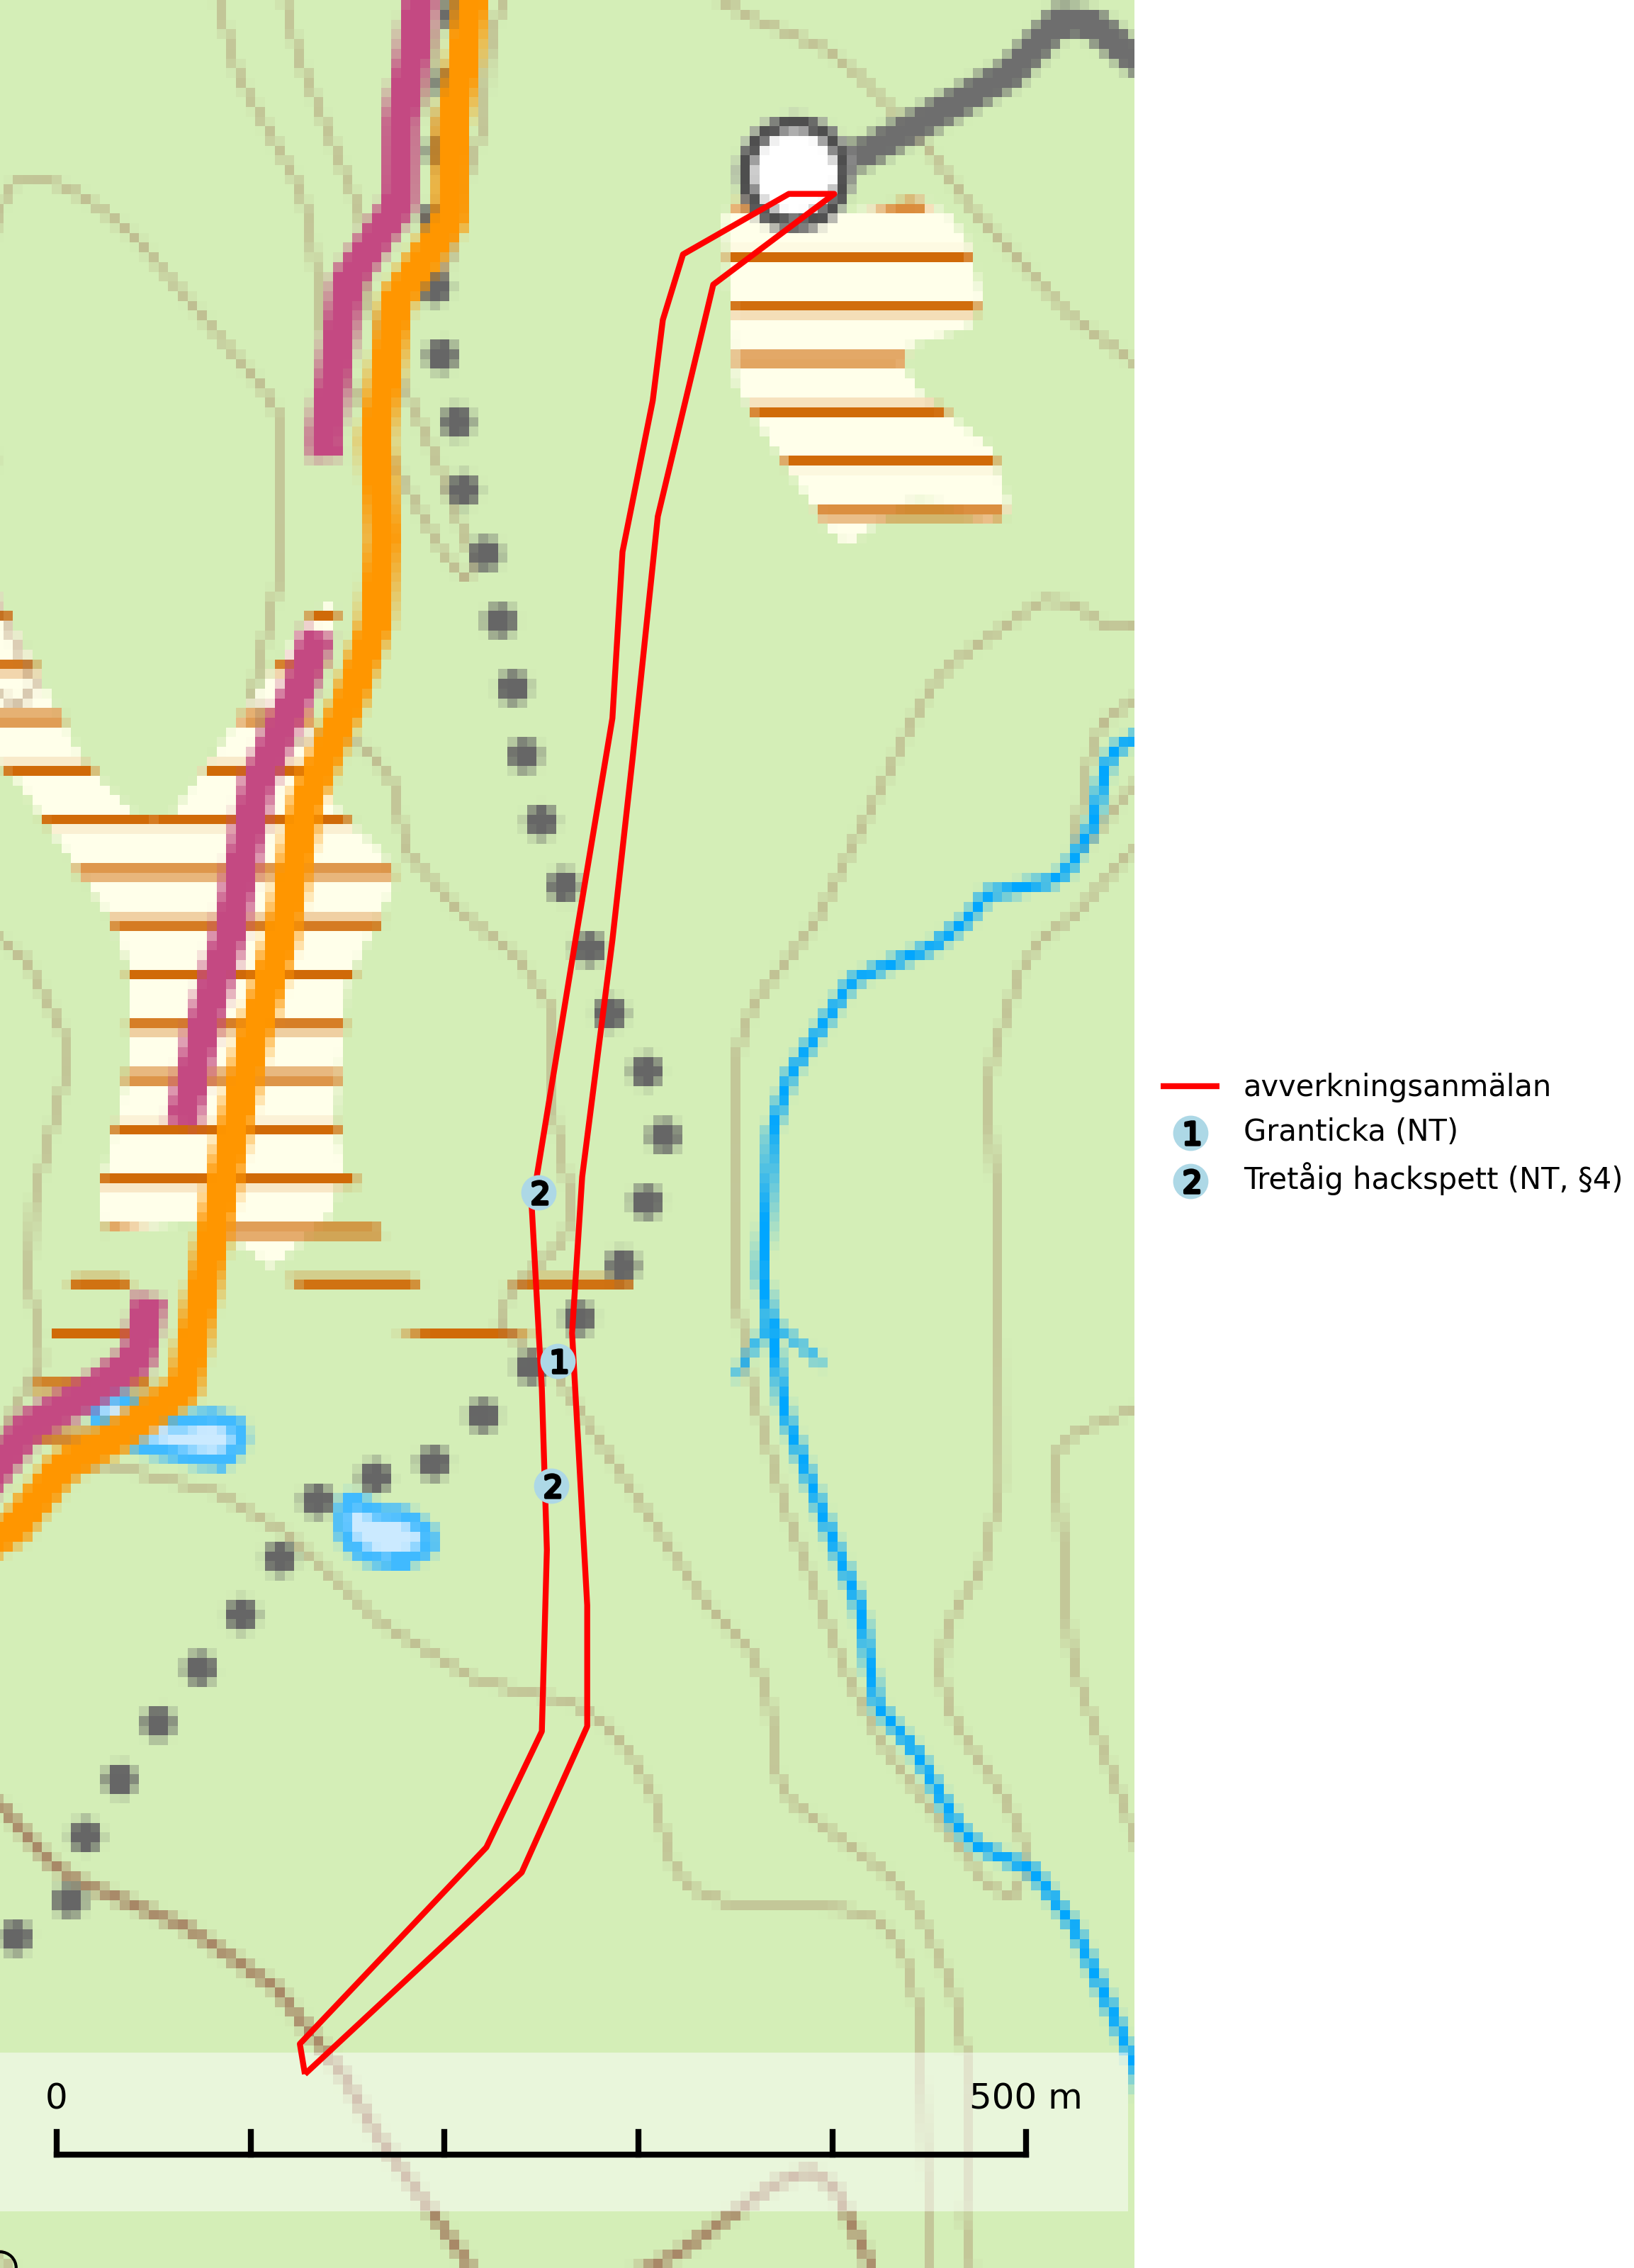 avverkningsanmälan
1 Granticka (NT)
2 Tretåig hackspett (NT, §4)
2
1
2
0 500 m